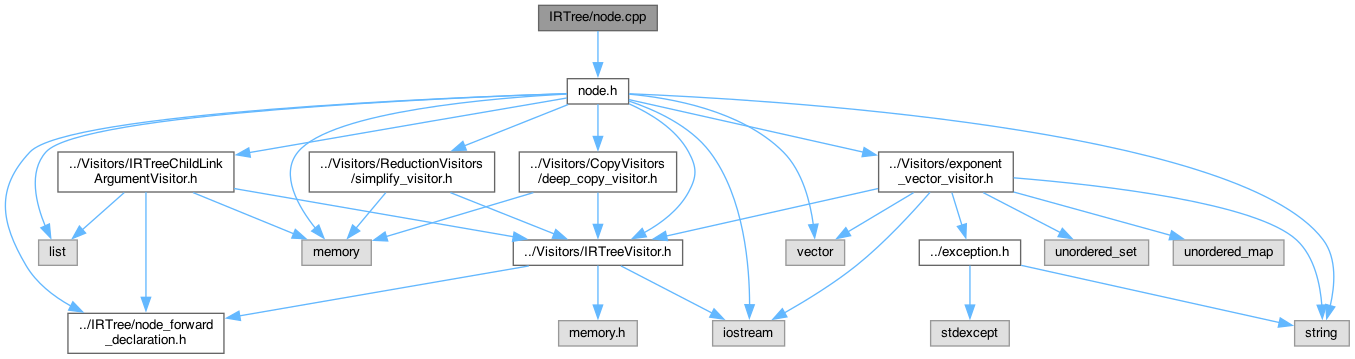 IRTree/node.cpp
node.h
../Visitors/IRTreeChildLink
ArgumentVisitor.h
../Visitors/ReductionVisitors
/simplify_visitor.h
../Visitors/CopyVisitors
/deep_copy_visitor.h
../Visitors/exponent
_vector_visitor.h
list
memory
../Visitors/IRTreeVisitor.h
vector
../exception.h
unordered_set
unordered_map
../IRTree/node_forward
_declaration.h
memory.h
iostream
stdexcept
string